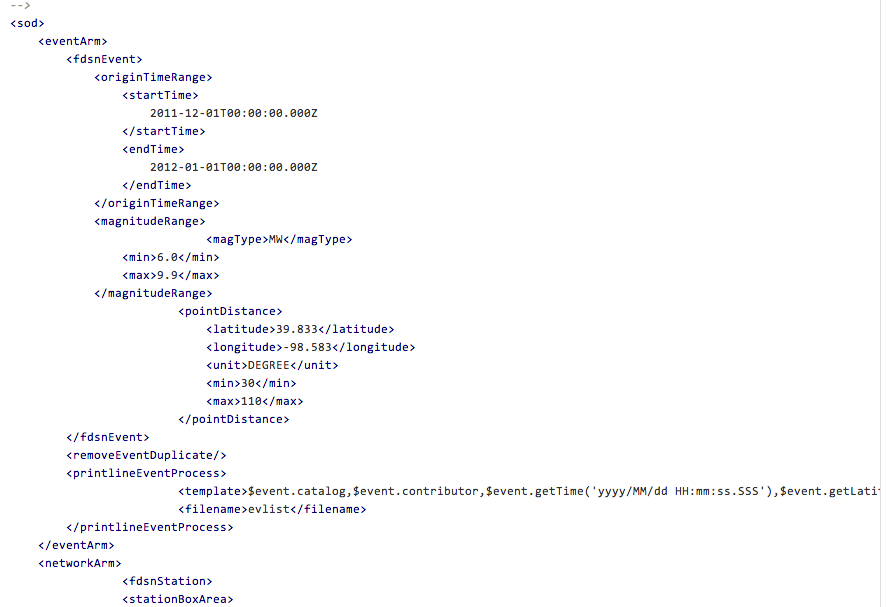 -->
<sod>
<eventArm>
<fdsnEvent>
<originTimeRange>
<startTime>
2011-12-01T00:00:00.000Z
</startTime>
<endTime>
2012-01-01T00:00:00.000Z
</endTime>
</originTimeRange>
<magnitudeRange>
<magType>MW</magType>
<min>6.0</min>
<max>9.9</max>
</magnitudeRange>
<pointDistance>
<latitude>39.833</latitude>
<longitude>-98.583</longitude>
<unit>DEGREE</unit>
<min>30</min>
<max>110</max>
</pointDistance>
</fdsnEvent>
<removeEventDuplicate/>
<printlineEventProcess>
<template>$event.catalog,$event.contributor,$event.getTime('yyyy/MM/dd HH:mm:ss.SSS'),$event.getLati
<filename>evlist</filename>
</printlineEventProcess>
</eventArm>
<networkArm>
<fdsnStation>
<stationBoxArea>